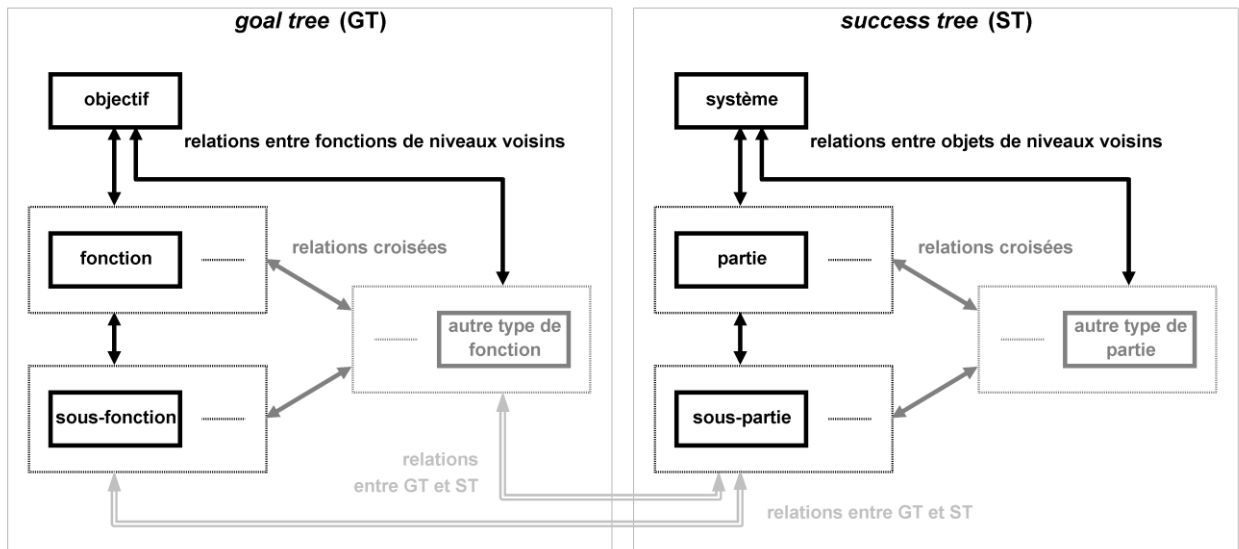 goal tree (GT)
objectif
relations entre fonctions de niveaux voisins
fonction
relations croisées
autre type de
fonction
sous-fonction
relations
entre GT et ST
success tree (ST)
système
relations entre objets de niveaux voisins
partie
relations croisées
autre type de
partie
sous-partie
relations entre GT et ST